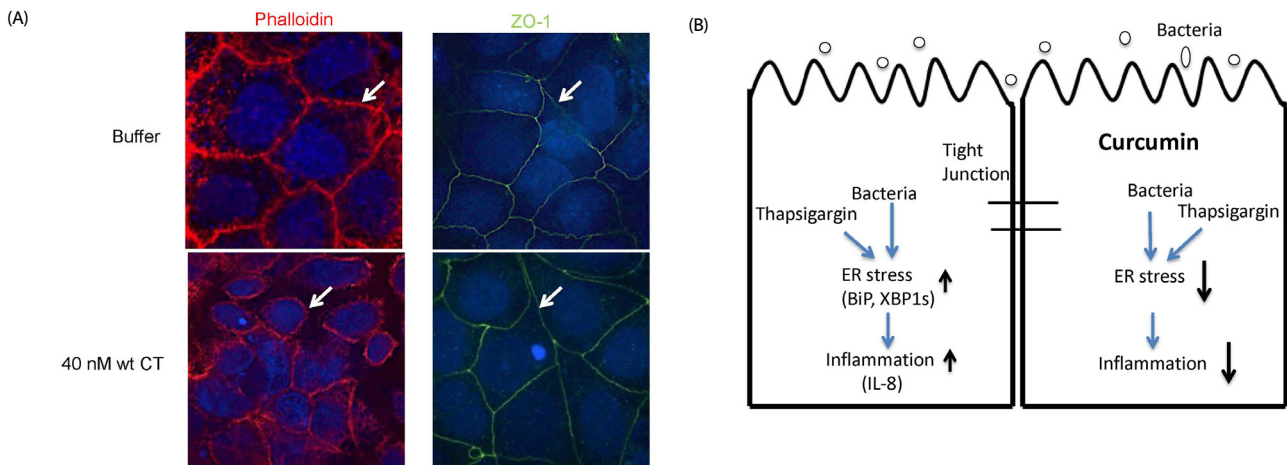 (A)
Phalloidin
ZO-1
Buffer
40 nM wt CT
(B)
Bacteria
Tight
Junction
Bacteria
Thapsigargin
ER stress
(BiP, XBP1s)
Inflammation
(IL-8)
Curcumin
Bacteria
Thapsigargin
ER stress
Inflammation